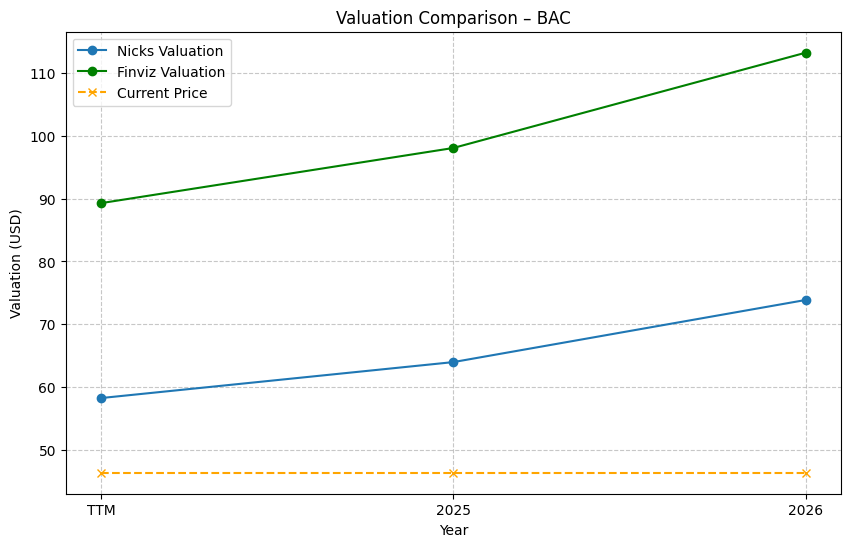 Valuation Comparison – BAC
Nicks Valuation
Finviz Valuation
Current Price
Valuation (USD)
110
100
90
80
70
60
50
TTM
2025
2026
Year